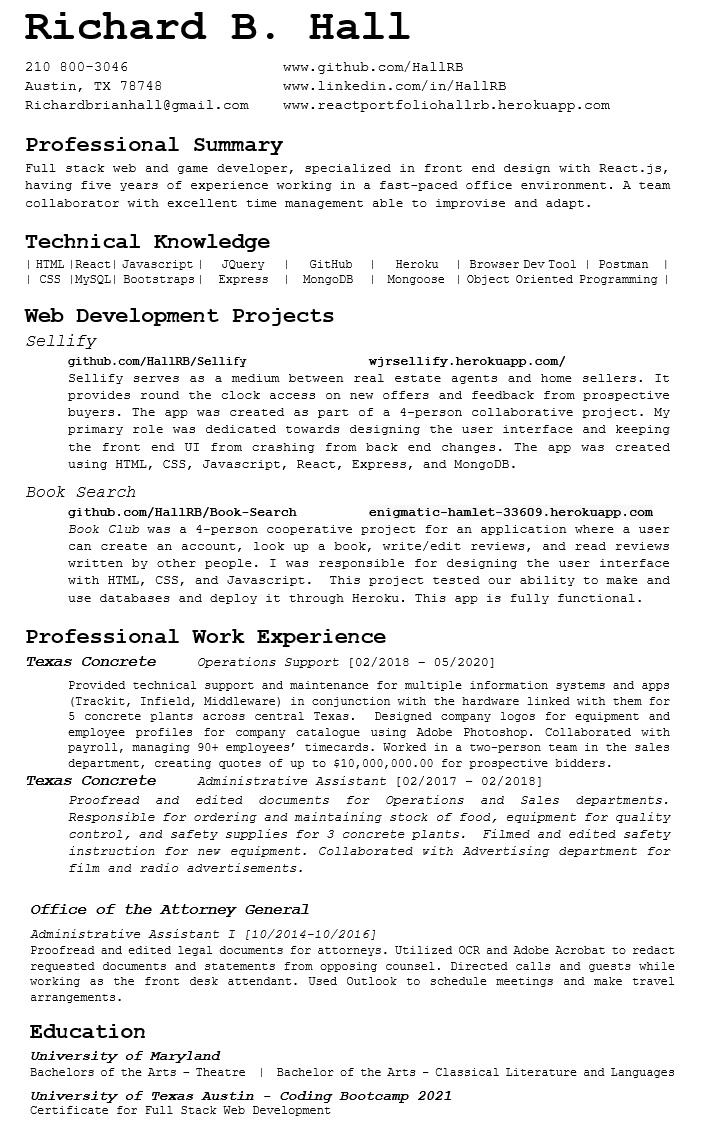 Richard B. Hall
210 800-3046 www.github.com/HallRB
Austin, TX 78748 www.linkedin.com/in/HallRB
Richardbrianhall@gmail.com www.reactportfoliohallrb.herokuapp.com
Professional Summary
Full stack web and game developer, specialized in front end design with React.js,
having five years of experience working in a fast-paced office environment. A team
collaborator with excellent time management able to improvise and adapt.
Technical Knowledge
| HTML |React| Javascript | JQuery | GitHub | Heroku | Browser Dev Tool | Postman |
| CSS |MySQL| Bootstraps | Express | MongoDB | Mongoose | Object Oriented Programming |
Web Development Projects
Sellify
github.com/HallRB/Sellify wjrsellify.herokuapp.com/
Sellify serves as a medium between real estate agents and home sellers. It
provides round the clock access on new offers and feedback from prospective
buyers. The app was created as part of a 4-person collaborative project. My
primary role was dedicated towards designing the user interface and keeping
the front end UI from crashing from back end changes. The app was created
using HTML, CSS, Javascript, React, Express, and MongoDB.
Book Search
github.com/HallRB/Book-Search enigmatic-hamlet-33609.herokuapp.com
Book Club was a 4-person cooperative project for an application where a user
can create an account, look up a book, write/edit reviews, and read reviews
written by other people. I was responsible for designing the user interface
with HTML, CSS, and Javascript. This project tested our ability to make and
use databases and deploy it through Heroku. This app is fully functional.
Professional Work Experience
Texas Concrete Operations Support [02/2018 – 05/2020]
Provided technical support and maintenance for multiple information systems and apps
(Trackit, Infield, Middleware) in conjunction with the hardware linked with them for
5 concrete plants across central Texas. Designed company logos for equipment and
employee profiles for company catalogue using Adobe Photoshop. Collaborated with
payroll, managing 90+ employees’ timecards. Worked in a two-person team in the sales
department, creating quotes of up to $10,000,000.00 for prospective bidders.
Texas Concrete Administrative Assistant [02/2017 – 02/2018]
Proofread and edited documents for Operations and Sales departments.
Responsible for ordering and maintaining stock of food, equipment for quality
control, and safety supplies for 3 concrete plants. Filmed and edited safety
instruction for new equipment. Collaborated with Advertising department for
film and radio advertisements.
Office of the Attorney General
Administrative Assistant I [10/2014-10/2016]
Proofread and edited legal documents for attorneys. Utilized OCR and Adobe Acrobat to redact
requested documents and statements from opposing counsel. Directed calls and guests while
working as the front desk attendant. Used Outlook to schedule meetings and make travel
arrangements.
Education
University of Maryland
Bachelors of the Arts – Theatre | Bachelor of the Arts – Classical Literature and Languages
University of Texas Austin – Coding Bootcamp 2021
Certificate for Full Stack Web Development